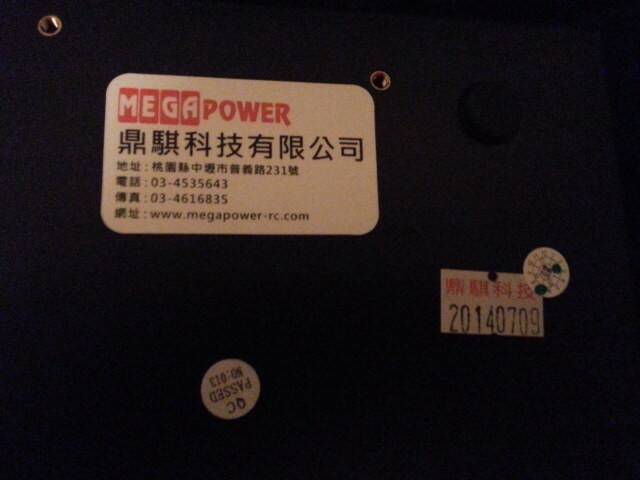 MEGAPOWER
鼎騏科技有限公司
地址：桃園縣中壢市普義路231號
電話：03-4535643
傳真：03-4616835
網址：www.megapower-rc.com
鼎騏科技
20140709
QC
PASSED
NO:013